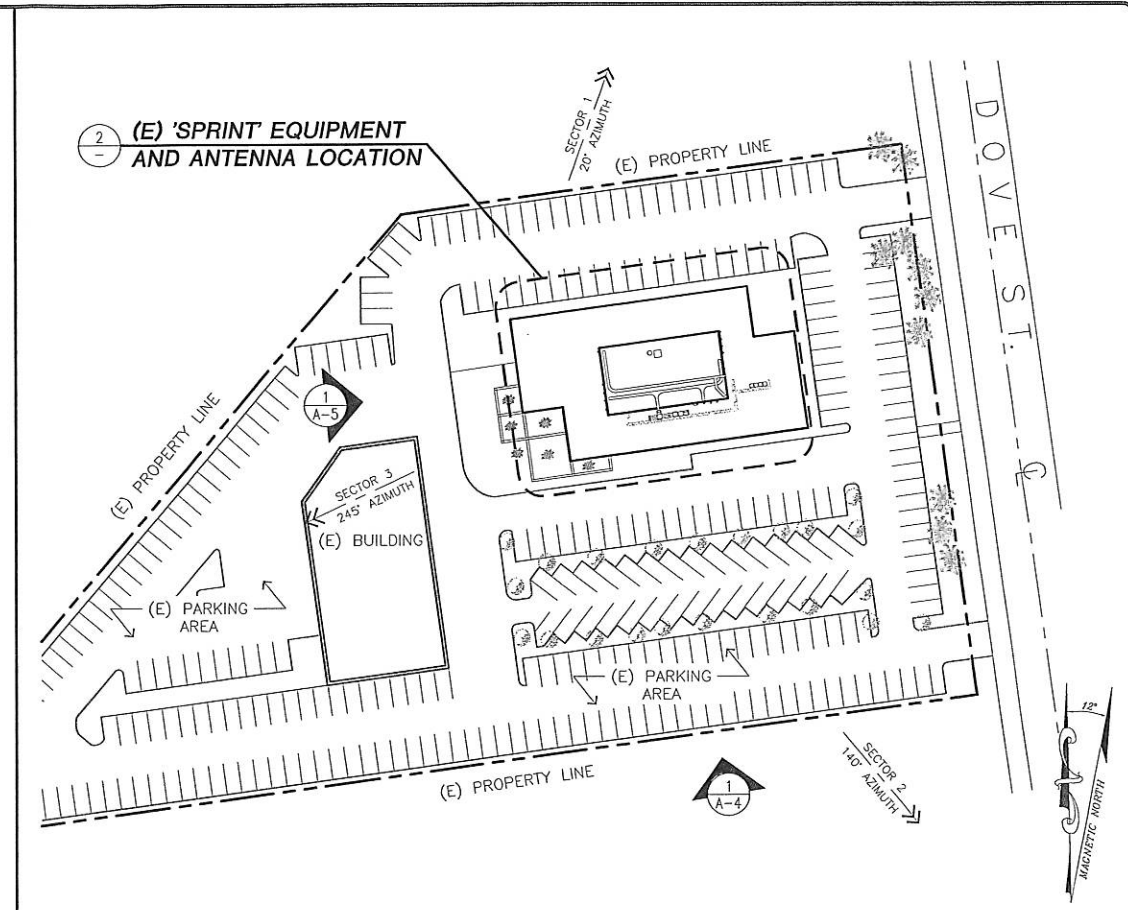 2
-
(E) 'SPRINT' EQUIPMENT
AND ANTENNA LOCATION
SECTOR 1
20° AZIMUTH
(E) PROPERTY LINE
DOVE ST.
℄
(E) PROPERTY LINE
1
A-5
SECTOR 3
245° AZIMUTH
(E) BUILDING
(E) PARKING
AREA
(E) PARKING
AREA
(E) PROPERTY LINE
1
A-4
SECTOR 2
140° AZIMUTH
12°
MAGNETIC NORTH